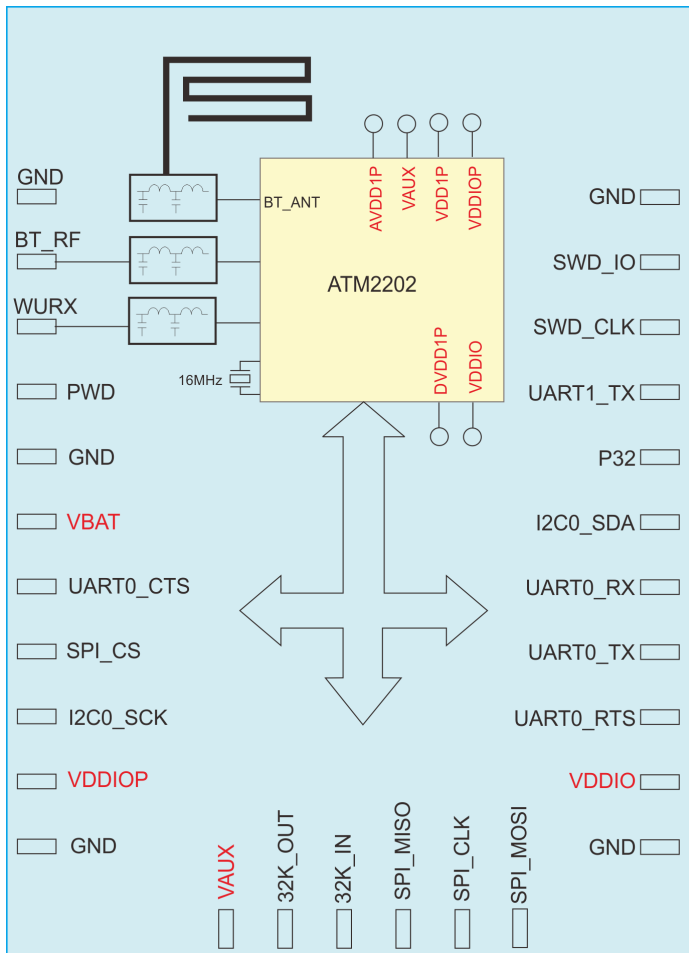 GND
BT_RF
WURX
PWD
GND
VBAT
UART0_CTS
SPI_CS
I2C0_SCK
VDDIOP
GND
BT_ANT
16MHz
AVDD1P
VAUX
VDD1P
VDDIOP
ATM2202
DVDD1P
VDDIO
GND
SWD_IO
SWD_CLK
UART1_TX
P32
I2C0_SDA
UART0_RX
UART0_TX
UART0_RTS
VDDIO
GND
VAUX
32K_OUT
32K_IN
SPI_MISO
SPI_CLK
SPI_MOSI